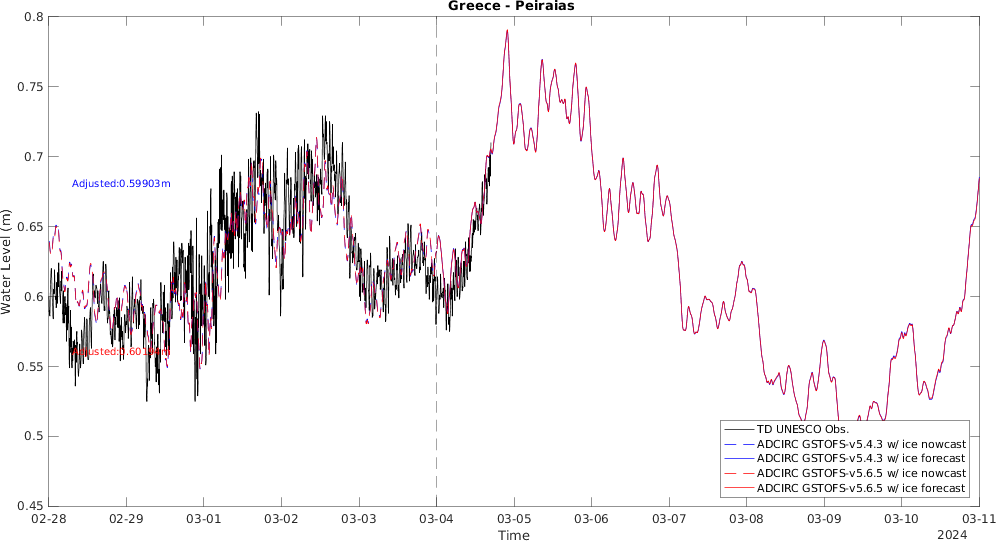 Greece - Peiraias
0.8
0.75
0.7
0.65
0.6
0.55
0.5
0.45
Water Level (m)
Adjusted:0.59903m
TD UNESCO Obs.
ADCIRC GSTOFS-v5.4.3 w/ ice nowcast
ADCIRC GSTOFS-v5.4.3 w/ ice forecast
ADCIRC GSTOFS-v5.6.5 w/ ice nowcast
ADCIRC GSTOFS-v5.6.5 w/ ice forecast
02-28 02-29 03-01 03-02 03-03 03-04 03-05 03-06 03-07 03-08 03-09 03-10 03-11
Time
2024